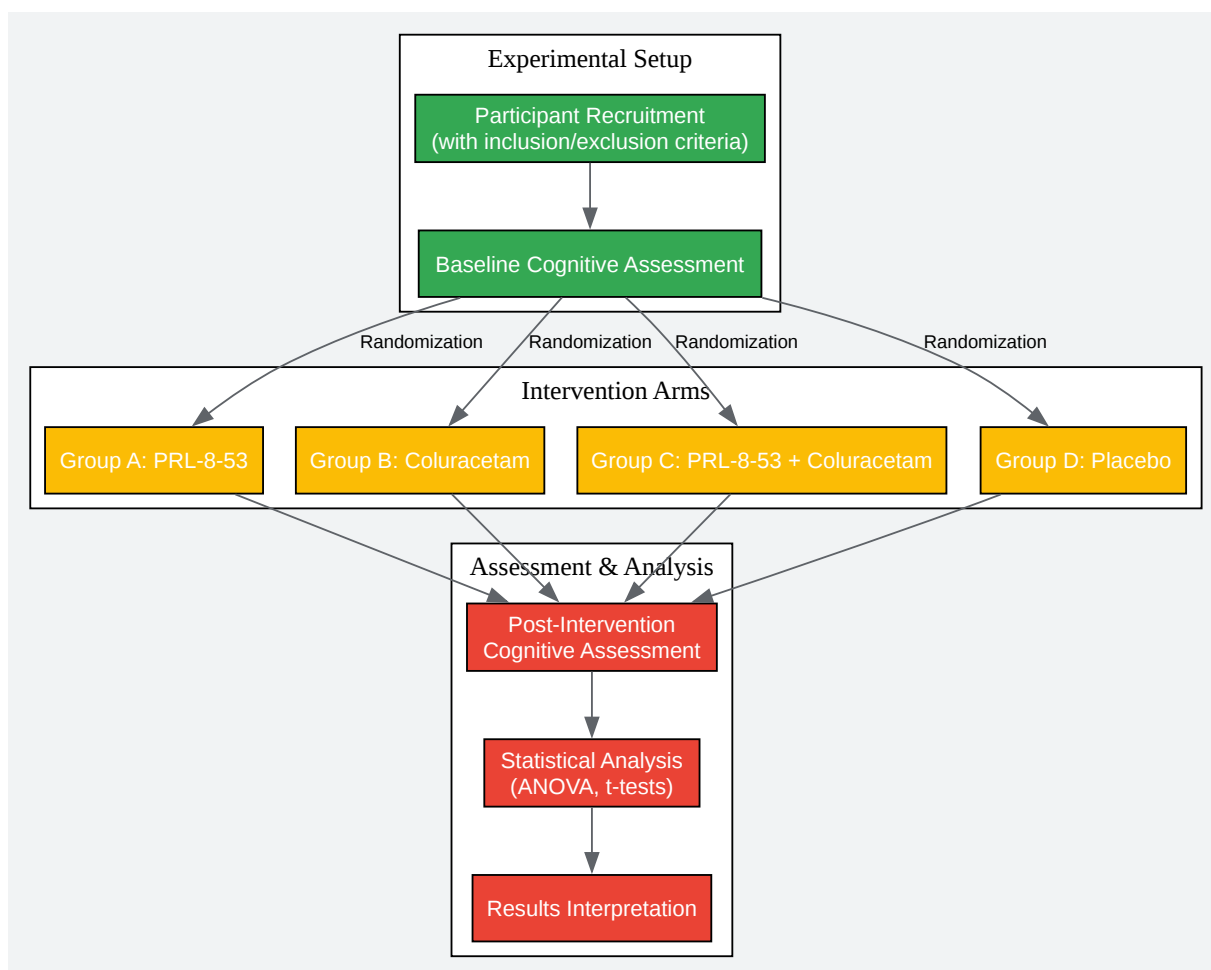 Experimental Setup
Participant Recruitment
(with inclusion/exclusion criteria)
Baseline Cognitive Assessment
Randomization
Randomization
Randomization
Randomization
Intervention Arms
Group A: PRL-8-53
Group B: Coluracetam
Group C: PRL-8-53 + Coluracetam
Group D: Placebo
Assessment & Analysis
Post-Intervention
Cognitive Assessment
Statistical Analysis
(ANOVA, t-tests)
Results Interpretation